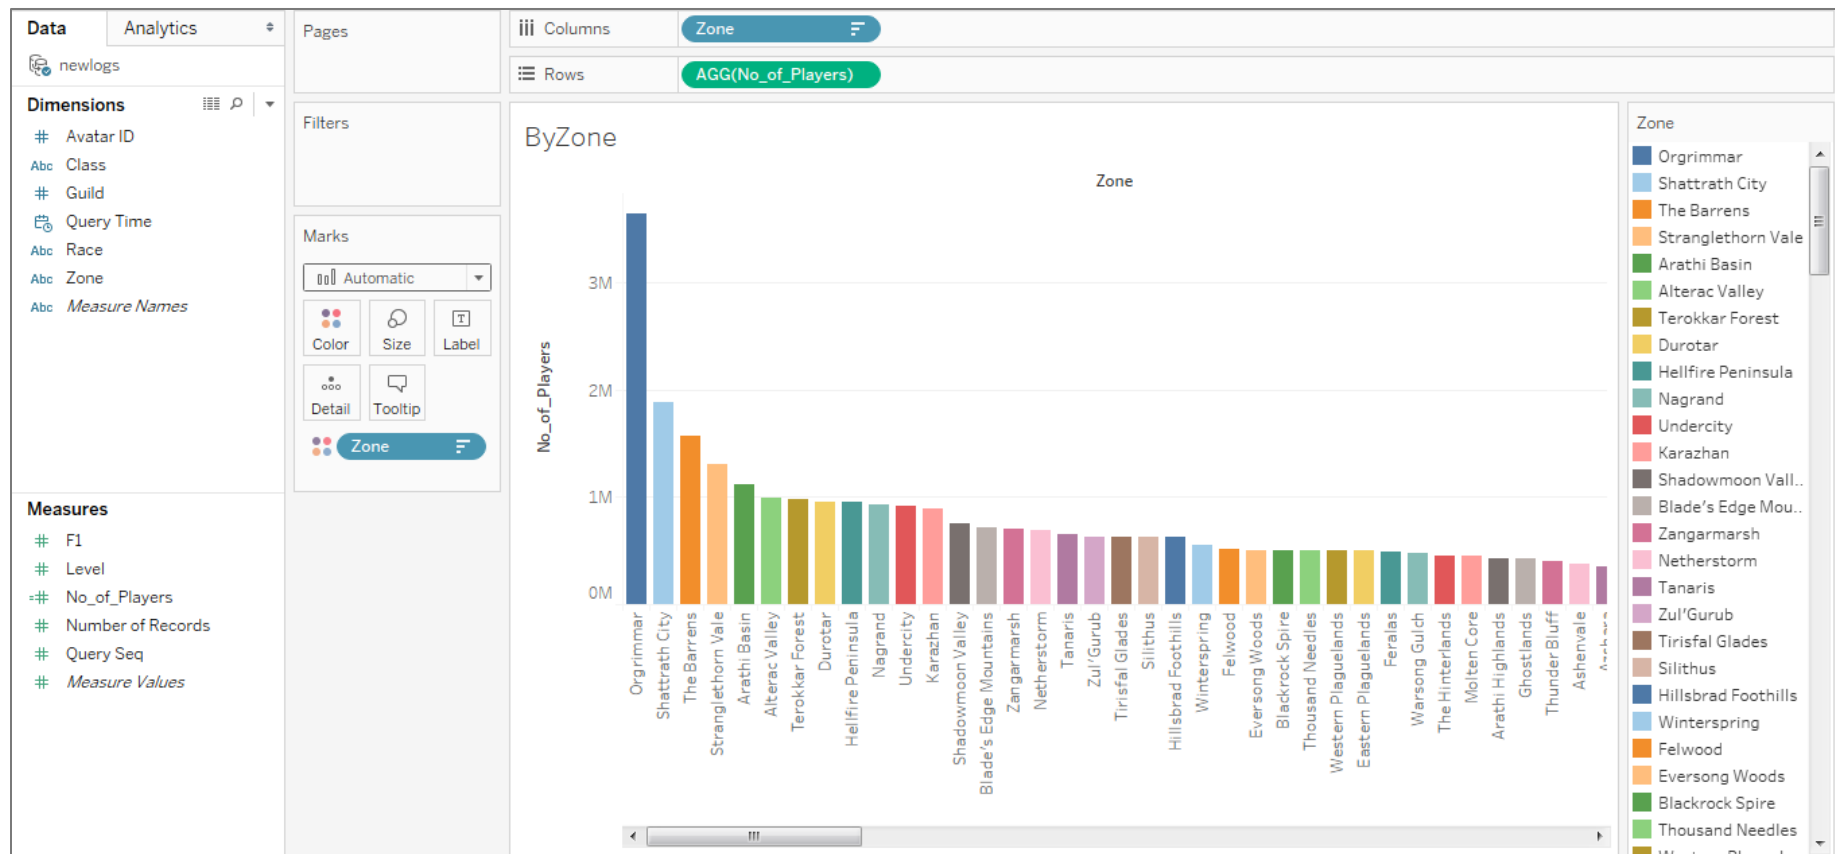 Data
Analytics
newlogs
Dimensions
# Avatar ID
Abc Class
# Guild
Query Time
Abc Race
Abc Zone
Abc Measure Names
Measures
# F1
# Level
=# No_of_Players
# Number of Records
# Query Seq
# Measure Values
Pages
Filters
Marks
Automatic
Color
Size
T
Label
Detail
Tooltip
Zone
Columns
Zone
Rows
AGG(No_of_Players)
ByZone
Zone
No_of_Players
3M
2M
1M
0M
Orgrimmar
Shattrath City
The Barrens
Stranglethorn Vale
Arathi Basin
Alterac Valley
Terokkar Forest
Durotar
Hellfire Peninsula
Nagrand
Undercity
Karazhan
Shadowmoon Valley
Blade's Edge Mountains
Zangarmarsh
Netherstorm
Tanaris
Zul'Gurub
Tirisfal Glades
Silithus
Hillsbrad Foothills
Winterspring
Felwood
Eversong Woods
Blackrock Spire
Thousand Needles
Western Plaguelands
Eastern Plaguelands
Feralas
Warsong Gulch
The Hinterlands
Molten Core
Arathi Highlands
Ghostlands
Thunder Bluff
Ashenvale
Zone
Orgrimmar
Shattrath City
The Barrens
Stranglethorn Vale
Arathi Basin
Alterac Valley
Terokkar Forest
Durotar
Hellfire Peninsula
Nagrand
Undercity
Karazhan
Shadowmoon Vall..
Blade's Edge Mou..
Zangarmarsh
Netherstorm
Tanaris
Zul'Gurub
Tirisfal Glades
Silithus
Hillsbrad Foothills
Winterspring
Felwood
Eversong Woods
Blackrock Spire
Thousand Needles